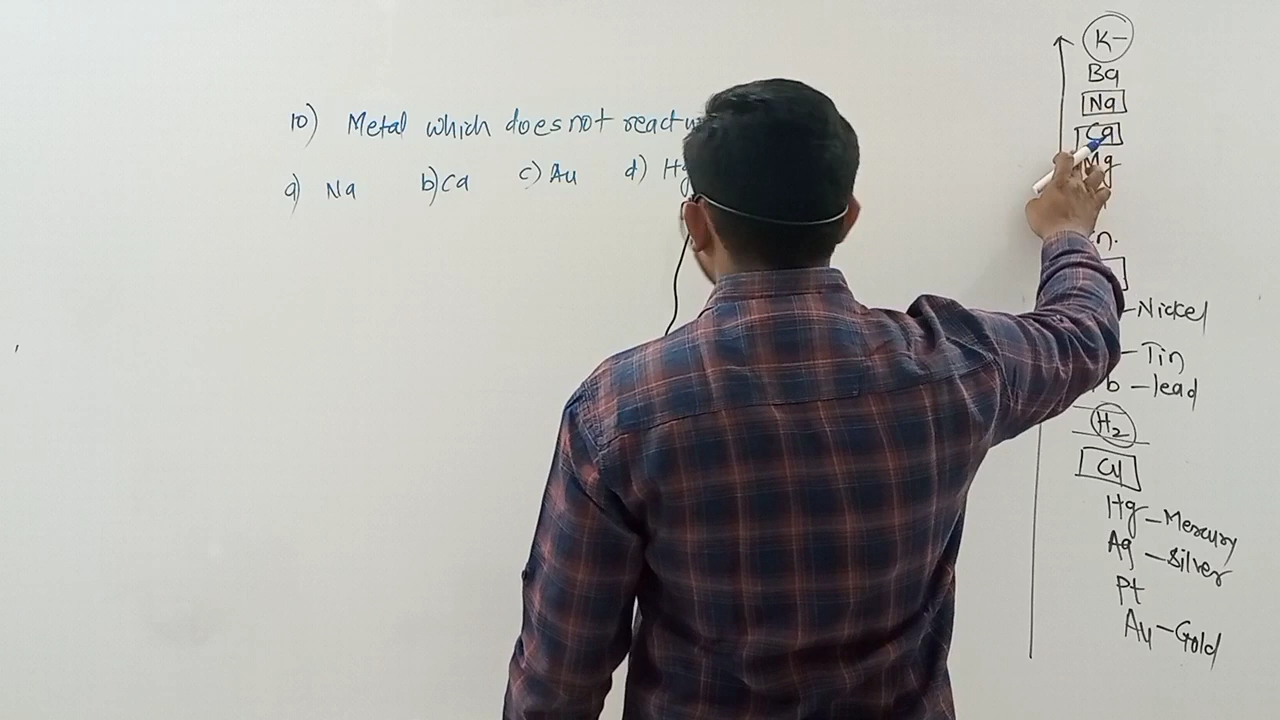 10) Metal which does not react
a) Na b) Ca c) Au d) Hg
K
Ba
Na
Ca
Mg
Nickel
Tin
lead
H2
Cu
Hg - Mercury
Ag - Silver
Pt
Au - Gold